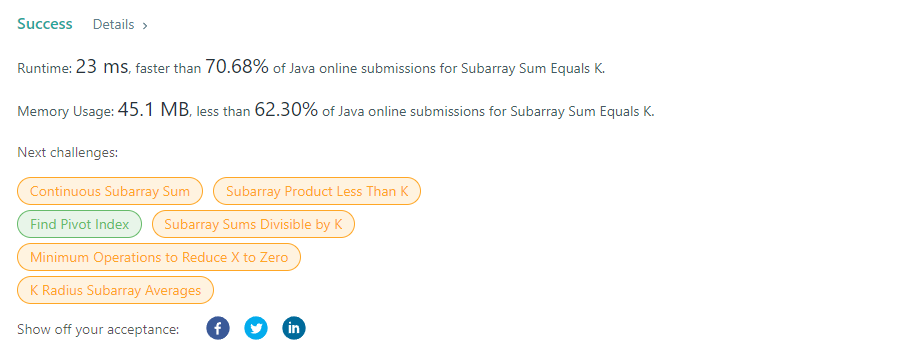 Success Details >
Runtime: 23 ms, faster than 70.68% of Java online submissions for Subarray Sum Equals K.
Memory Usage: 45.1 MB, less than 62.30% of Java online submissions for Subarray Sum Equals K.
Next challenges:
Continuous Subarray Sum Subarray Product Less Than K
Find Pivot Index Subarray Sums Divisible by K
Minimum Operations to Reduce X to Zero
K Radius Subarray Averages
Show off your acceptance: f in